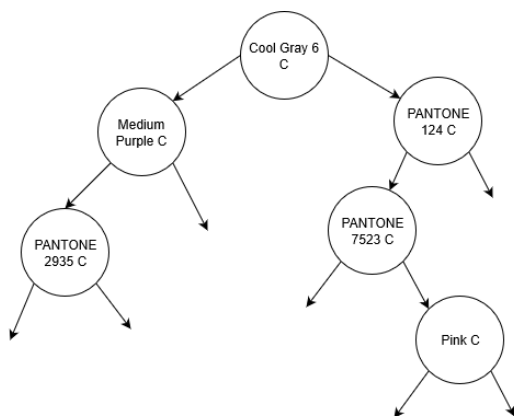 Cool Gray 6
C
Medium
Purple C
PANTONE
124 C
PANTONE
2935 C
PANTONE
7523 C
Pink C